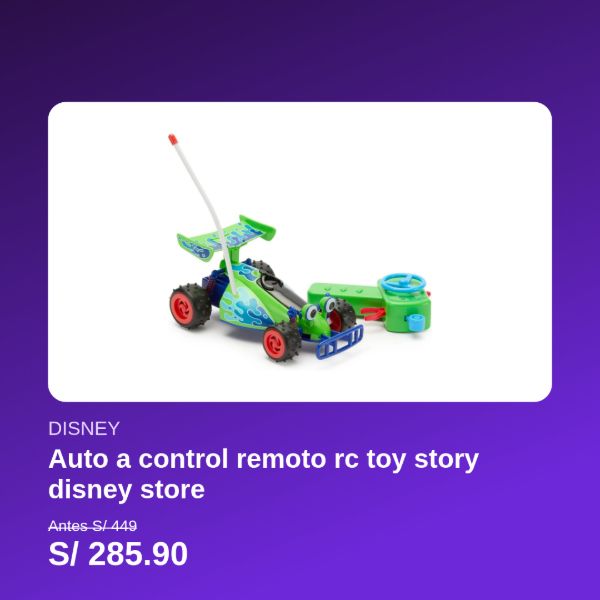 DISNEY
Auto a control remoto rc toy story
disney store
Antes S/ 449
S/ 285.90